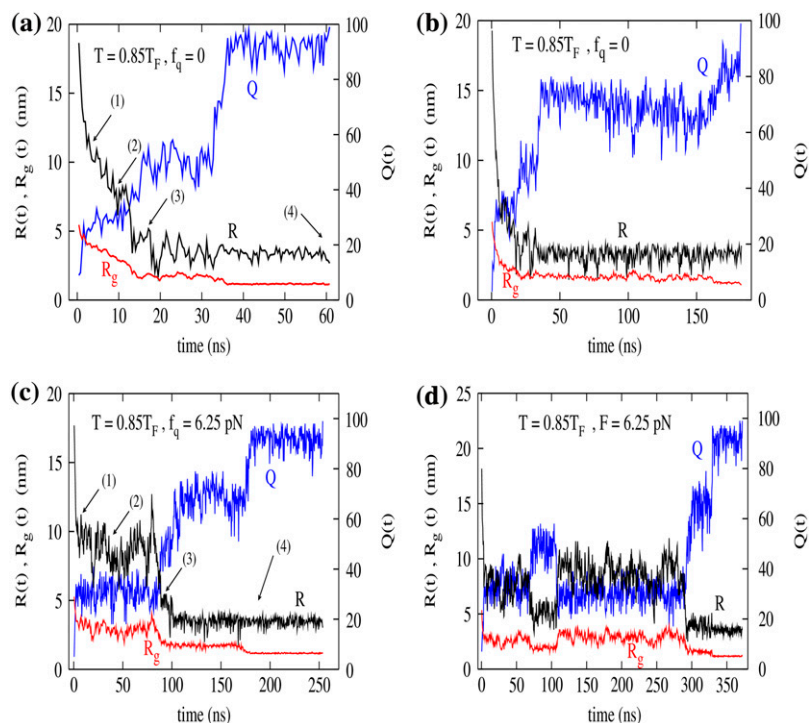 (a)
T = 0.85T_F , f_q = 0
R(t) , R_g (t) (nm)
Q(t)
20
15
10
5
0
100
80
60
40
20
0
(1)
(2)
(3)
(4)
Q
R
R_g
0 10 20 30 40 50 60
time (ns)
(b)
T = 0.85T_F , f_q = 0
R(t) , R_g (t) (nm)
Q(t)
20
15
10
5
0
100
80
60
40
20
0
Q
R
R_g
0 50 100 150
time (ns)
(c)
T = 0.85T_F , f_q = 6.25 pN
R(t) , R_g (t) (nm)
Q(t)
20
15
10
5
0
100
80
60
40
20
0
(1)
(2)
(3)
(4)
Q
R
R_g
0 50 100 150 200 250
time (ns)
(d)
T = 0.85T_F , F = 6.25 pN
R(t) , R_g (t) (nm)
Q(t)
25
20
15
10
5
0
100
80
60
40
20
0
Q
R
R_g
0 50 100 150 200 250 300 350
time (ns)